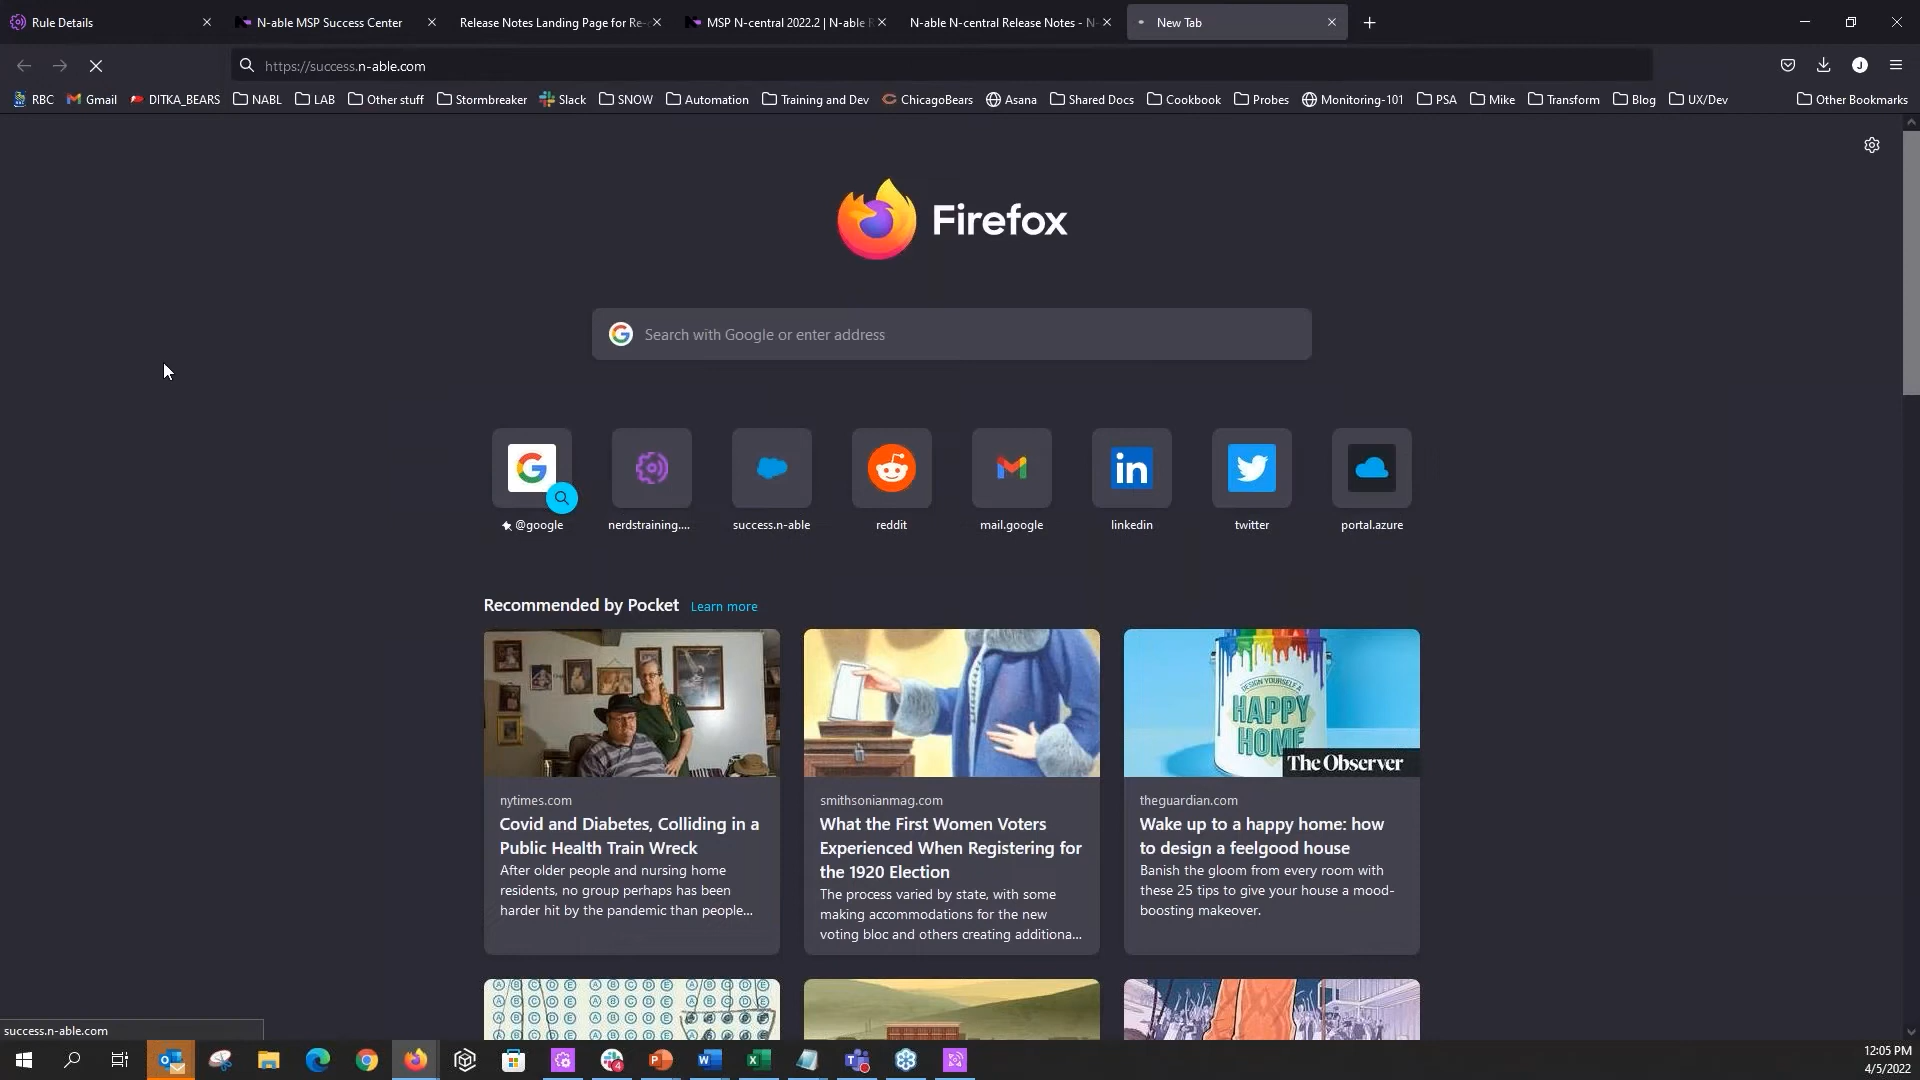 Rule Details
N-able MSP Success Center
Release Notes Landing Page for Re-
MSP N-central 2022.2 | N-able
N-able N-central Release Notes - N-
New Tab
https://success.n-able.com
J
RBC
Gmail
DITKA_BEARS
NABL
LAB
Other stuff
Stormbreaker
Slack
SNOW
Automation
Training and Dev
ChicagoBears
Asana
Shared Docs
Cookbook
Probes
Monitoring-101
PSA
Mike
Transform
Blog
UX/Dev
Other Bookmarks
Firefox
Search with Google or enter address
@google
nerdstraining....
success.n-able
reddit
mail.google
linkedin
twitter
portal.azure
Recommended by Pocket Learn more
DESIGN YOURSELF A
HAPPY
HOME
The Observer
nytimes.com
Covid and Diabetes, Colliding in a
Public Health Train Wreck
After older people and nursing home
residents, no group perhaps has been
harder hit by the pandemic than people...
smithsonianmag.com
What the First Women Voters
Experienced When Registering for
the 1920 Election
The process varied by state, with some
making accommodations for the new
voting bloc and others creating additiona...
theguardian.com
Wake up to a happy home: how
to design a feelgood house
Banish the gloom from every room with
these 25 tips to give your house a mood-
boosting makeover.
success.n-able.com
4
12:05 PM
4/5/2022